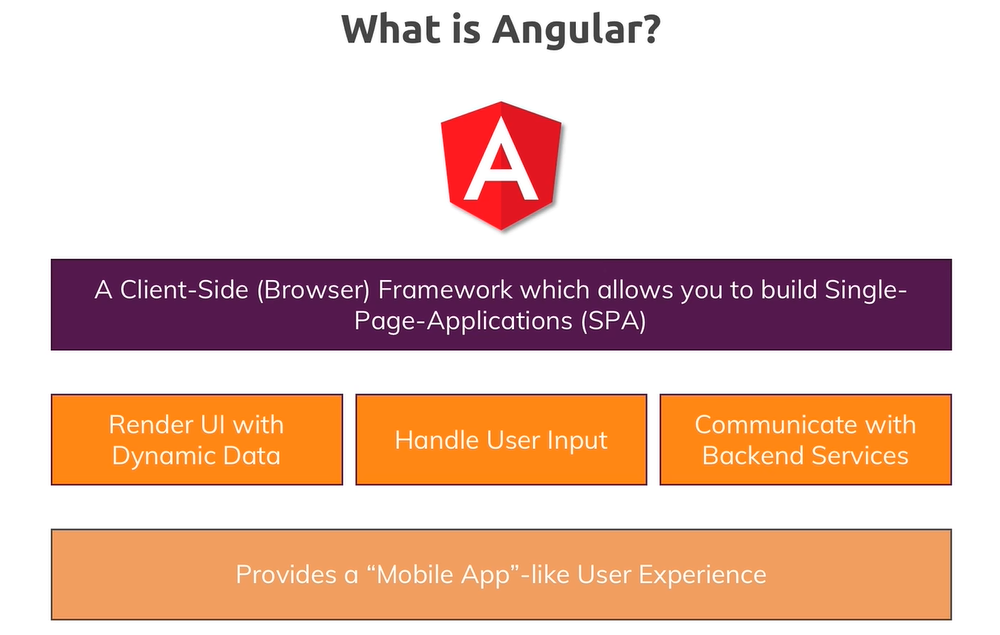 What is Angular?
A
A Client-Side (Browser) Framework which allows you to build Single-
Page-Applications (SPA)
Render UI with
Dynamic Data
Handle User Input
Communicate with
Backend Services
Provides a “Mobile App”-like User Experience